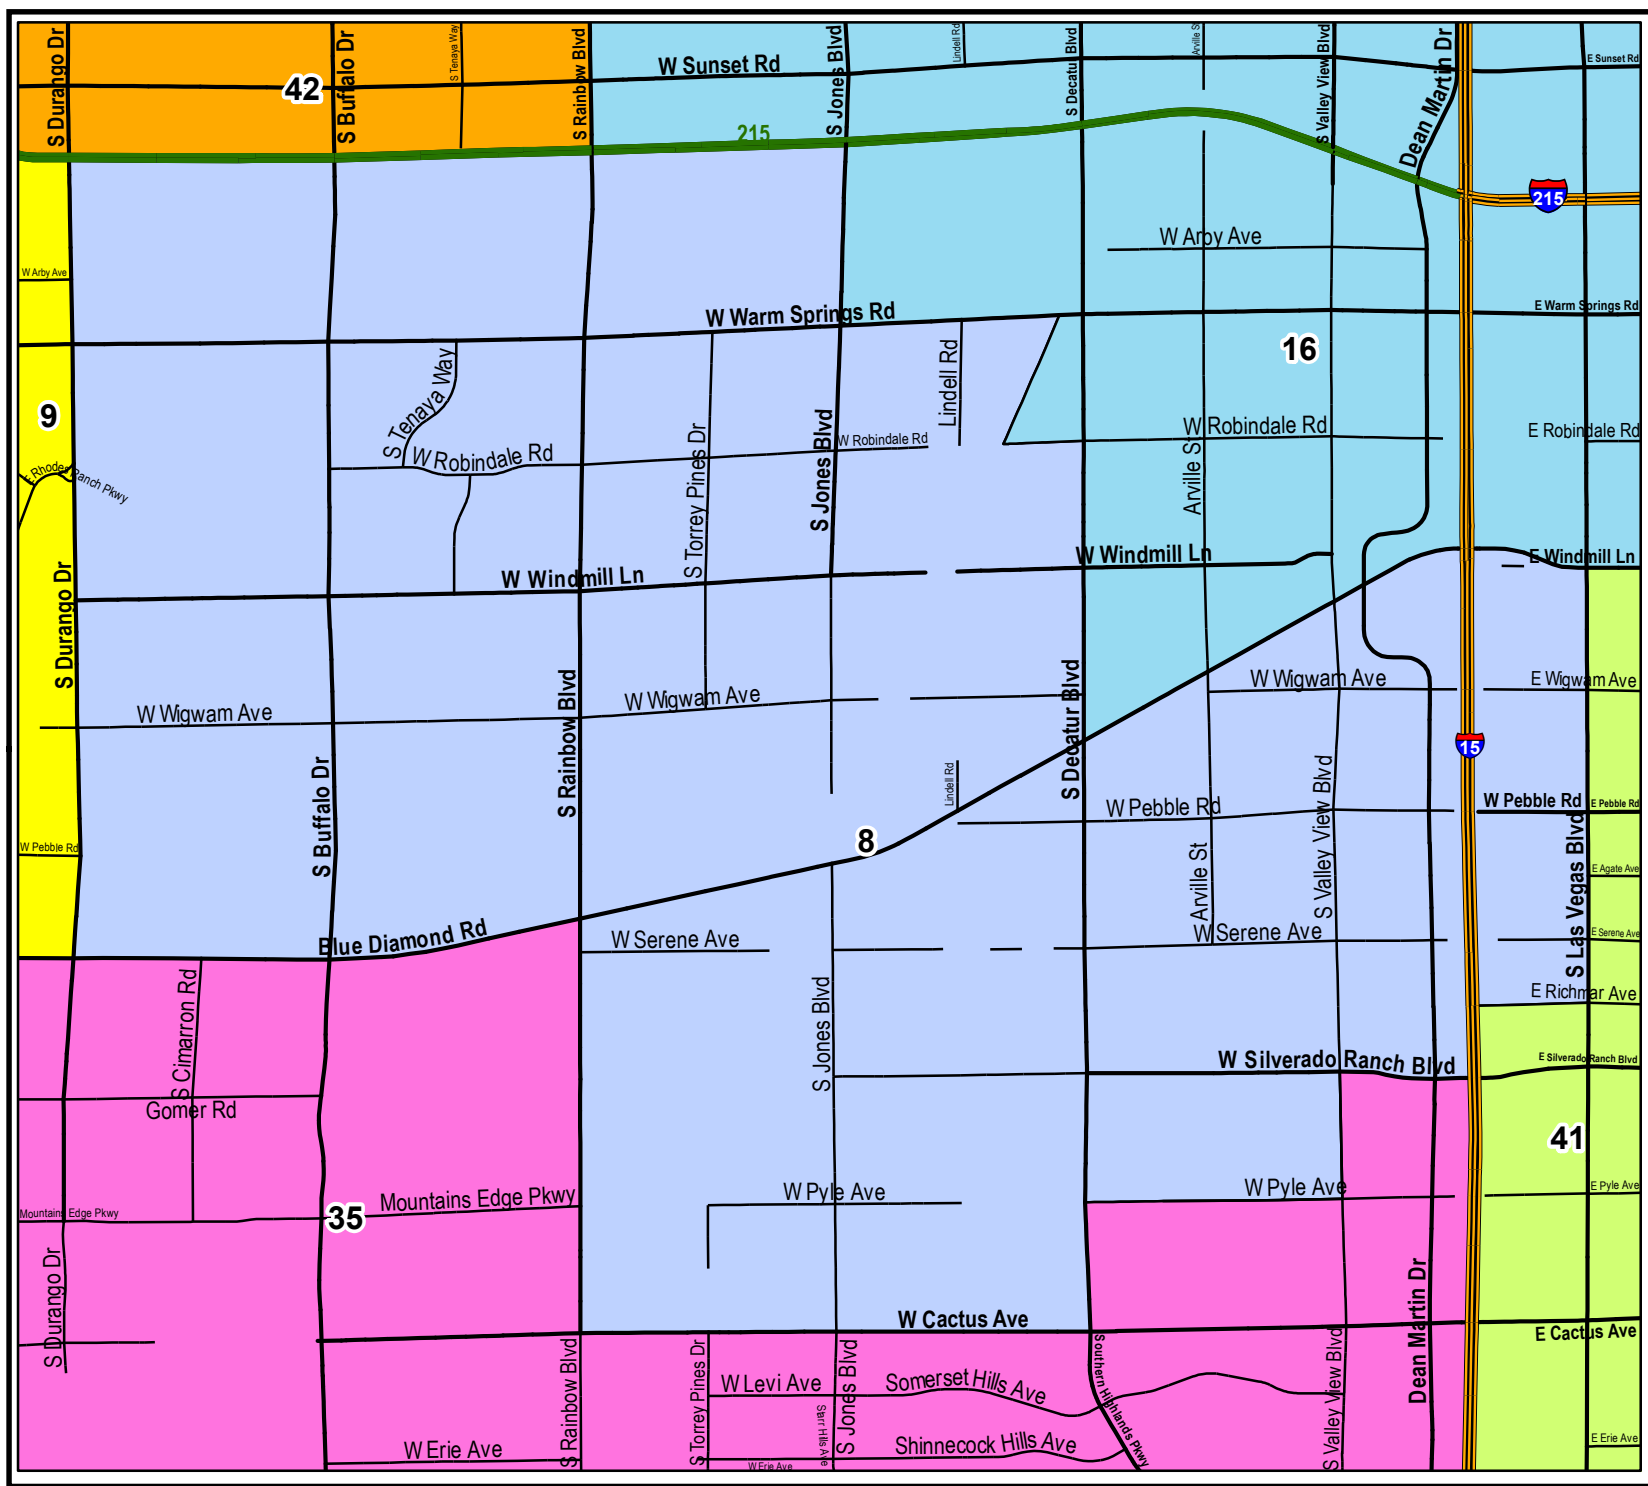 S Durango Dr
42
S Buffalo Dr
S Tenaya Way
S Rainbow Blvd
W Sunset Rd
S Jones Blvd
Lindell Rd
S Decatur Blvd
Arville S
S Valley View Blvd
Dean Martin Dr
E Sunset Rd
215
215
W Arby Ave
W Arby Ave
W Warm Springs Rd
E Warm Springs Rd
16
9
S Tenaya Way
Lindell Rd
W Robindale Rd
W Robindale Rd
W Robindale Rd
E Robindale Rd
S Torrey Pines Dr
S Jones Blvd
Arville St
E Rhodes Ranch Pkwy
W Windmill Ln
W Windmill Ln
E Windmill Ln
S Durango Dr
W Wigwam Ave
W Wigwam Ave
W Wigwam Ave
E Wigwam Ave
S Rainbow Blvd
S Decatur Blvd
S Buffalo Dr
Lindell Rd
S Valley View Blvd
15
W Pebble Rd
W Pebble Rd
E Pebble Rd
W Pebble Rd
8
Arville St
S Las Vegas Blvd
E Agate Ave
Blue Diamond Rd
W Serene Ave
W Serene Ave
E Serene Ave
S Cimarron Rd
S Jones Blvd
E Richmar Ave
W Silverado Ranch Blvd
E Silverado Ranch Blvd
Gomer Rd
41
Mountains Edge Pkwy
35
Mountains Edge Pkwy
W Pyle Ave
W Pyle Ave
E Pyle Ave
S Durango Dr
W Cactus Ave
E Cactus Ave
Dean Martin Dr
S Rainbow Blvd
S Torrey Pines Dr
W Levi Ave
S Jones Blvd
Somerset Hills Ave
Southern Highlands Pkwy
S Valley View Blvd
Starr Hills Ave
W Erie Ave
W Erie Ave
Shinnecock Hills Ave
E Erie Ave